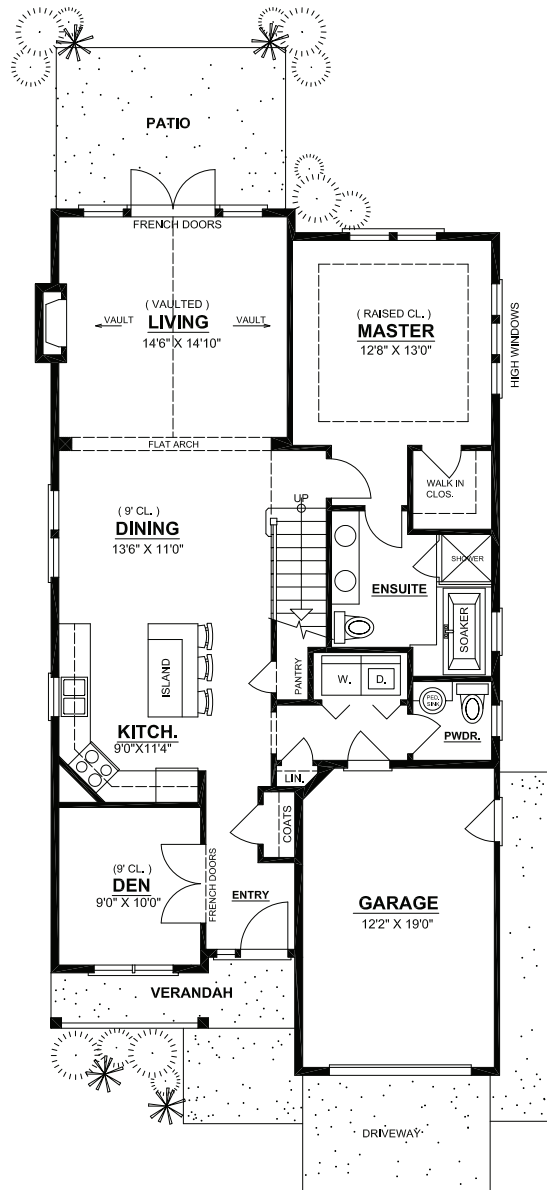 PATIO
FRENCH DOORS
( VAULTED )
VAULT
LIVING
VAULT
14'6" X 14'10"
( RAISED CL. )
MASTER
12'8" X 13'0"
HIGH WINDOWS
FLAT ARCH
WALK IN
CLOS.
UP
( 9' CL. )
DINING
13'6" X 11'0"
SHOWER
ENSUITE
SOAKER
ISLAND
PANTRY
W.
D.
PED.
SINK
KITCH.
9'0"X11'4"
PWDR.
LIN.
COATS
(9' CL. )
DEN
9'0" X 10'0"
FRENCH DOORS
ENTRY
GARAGE
12'2" X 19'0"
VERANDAH
DRIVEWAY